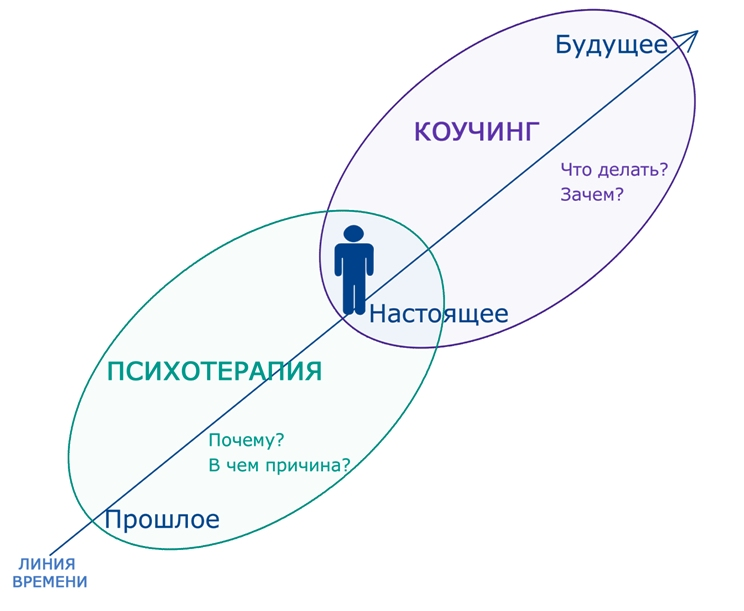 Будущее
КОУЧИНГ
Что делать?
Зачем?
Настоящее
ПСИХОТЕРАПИЯ
Почему?
В чем причина?
Прошлое
ЛИНИЯ
ВРЕМЕНИ